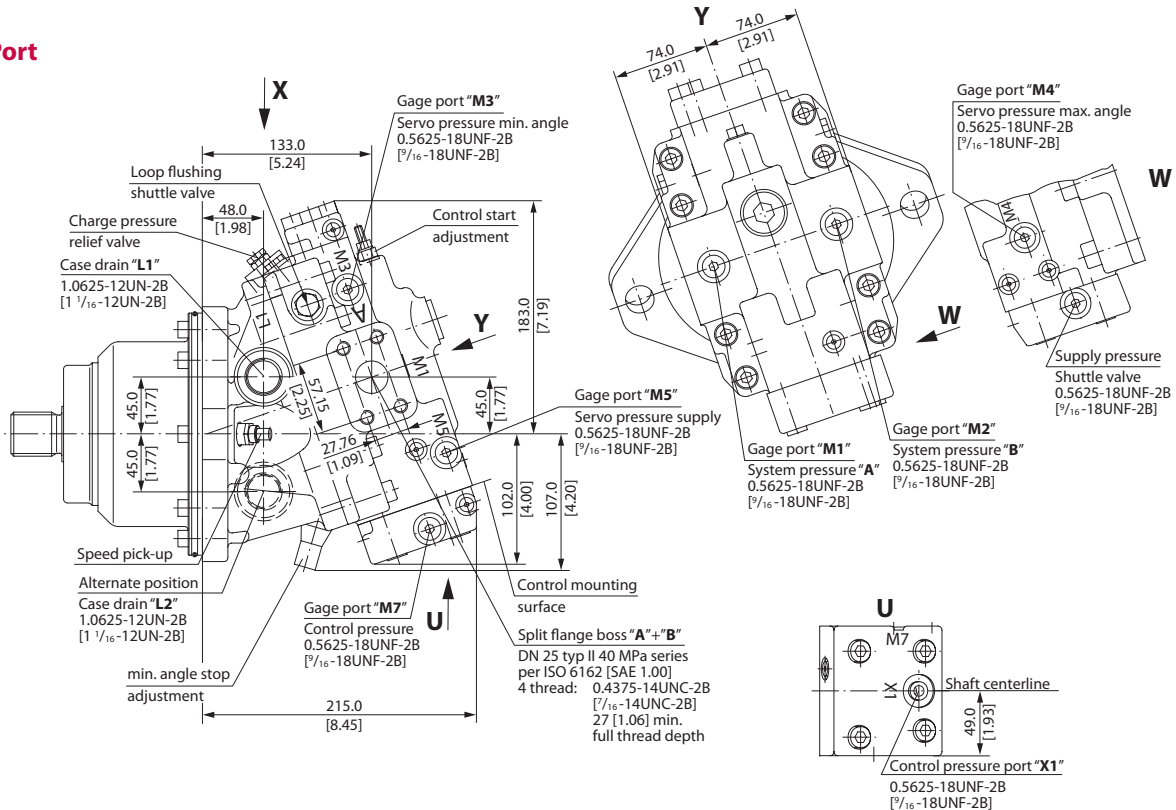 Port
X
133.0
[5.24]
Loop flushing
shuttle valve
48.0
[1.98]
Charge pressure
relief valve
Case drain "L1"
1.0625-12UN-2B
[1 1/16-12UN-2B]
Gage port "M3"
Servo pressure min. angle
0.5625-18UNF-2B
[9/16-18UNF-2B]
Control start
adjustment
183.0
[7.19]
M3
A
L1
M1
M5
Y
57.15
[2.25]
27.76
[1.09]
45.0
[1.77]
45.0
[1.77]
45.0
[1.77]
102.0
[4.00]
107.0
[4.20]
Gage port "M5"
Servo pressure supply
0.5625-18UNF-2B
[9/16-18UNF-2B]
Speed pick-up
Alternate position
Case drain "L2"
1.0625-12UN-2B
[1 1/16-12UN-2B]
min. angle stop
adjustment
Gage port "M7"
Control pressure
0.5625-18UNF-2B
[9/16-18UNF-2B]
U
215.0
[8.45]
Control mounting
surface
Split flange boss "A"+"B"
DN 25 typ II 40 MPa series
per ISO 6162 [SAE 1.00]
4 thread: 0.4375-14UNC-2B
[7/16-14UNC-2B]
27 [1.06] min.
full thread depth
Y
74.0
[2.91]
74.0
[2.91]
W
Gage port "M1"
System pressure "A"
0.5625-18UNF-2B
[9/16-18UNF-2B]
Gage port "M2"
System pressure "B"
0.5625-18UNF-2B
[9/16-18UNF-2B]
Gage port "M4"
Servo pressure max. angle
0.5625-18UNF-2B
[9/16-18UNF-2B]
W
M4
Supply pressure
Shuttle valve
0.5625-18UNF-2B
[9/16-18UNF-2B]
U
M7
X1
Shaft centerline
49.0
[1.93]
Control pressure port "X1"
0.5625-18UNF-2B
[9/16-18UNF-2B]